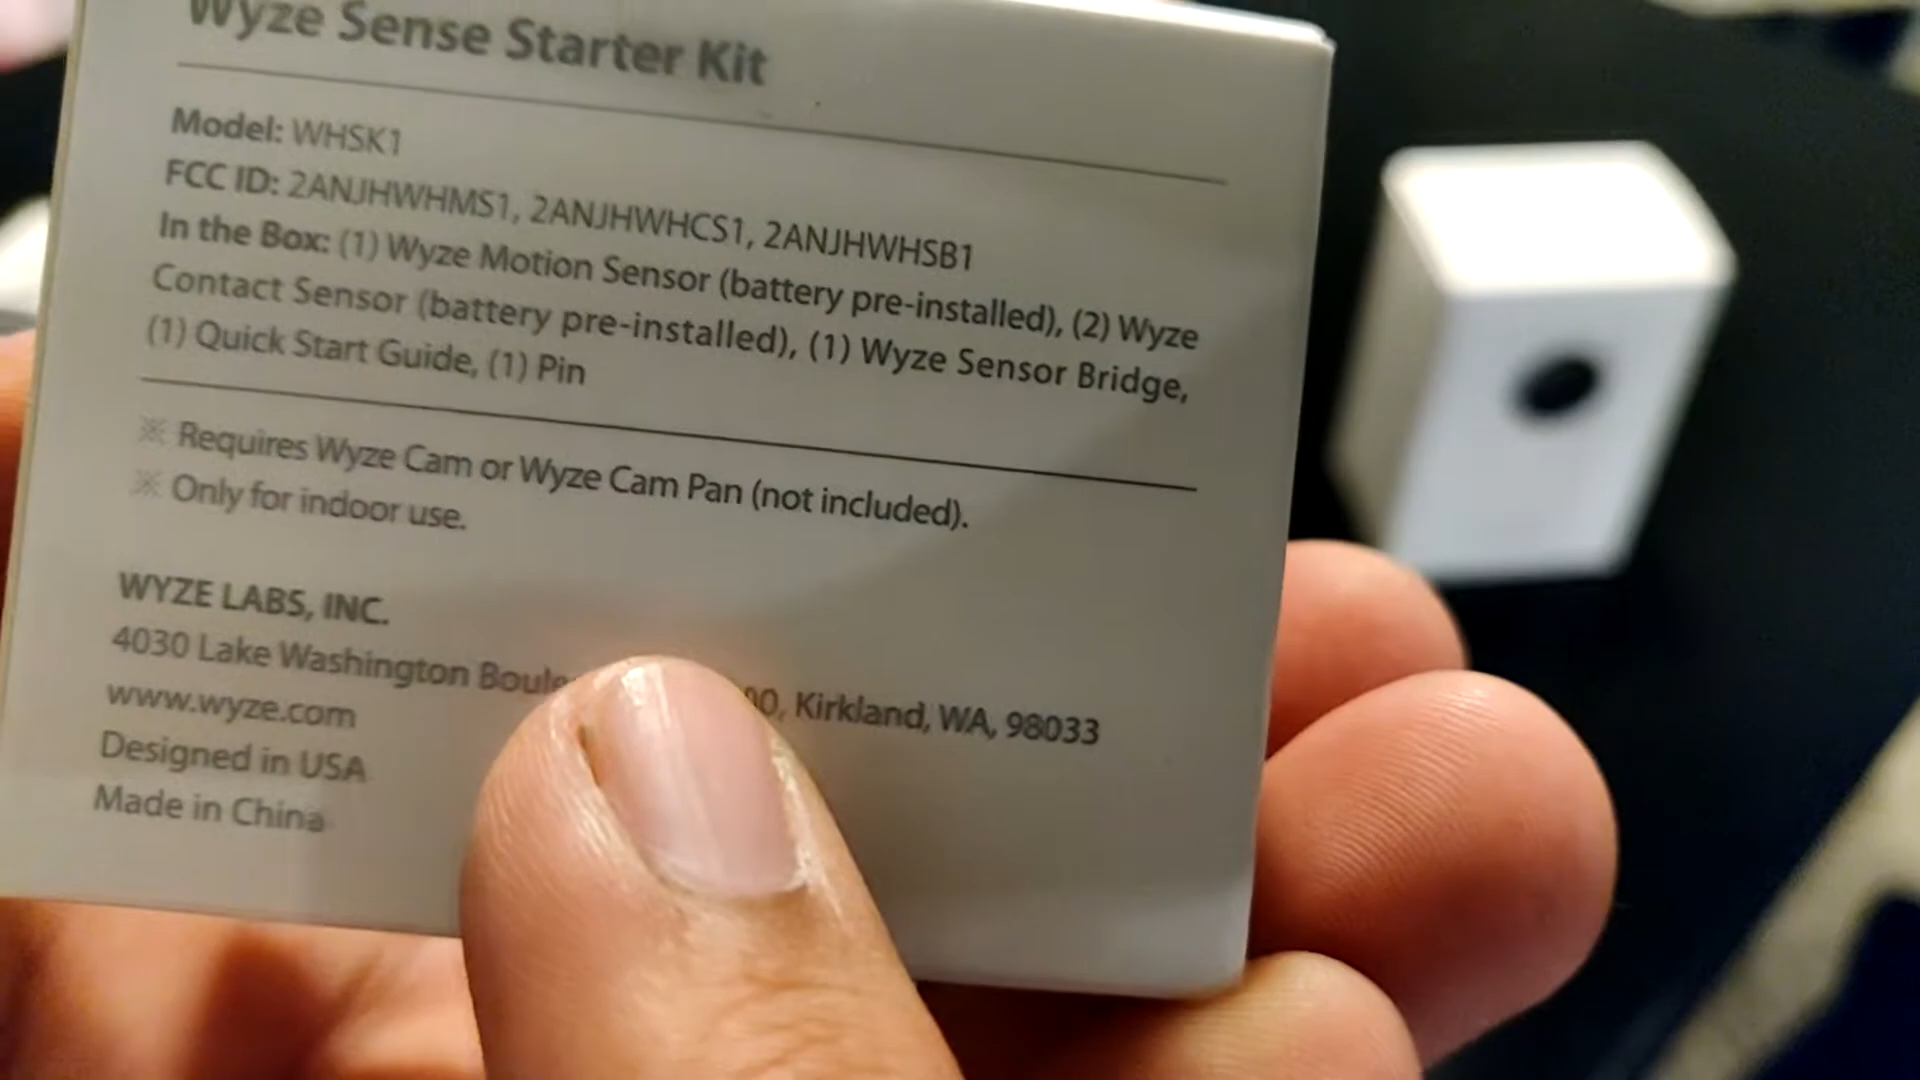 Wyze Sense Starter Kit
Model: WHSK1
FCC ID: 2ANJHWHMS1, 2ANJHWHCS1, 2ANJHWHSB1
In the Box: (1) Wyze Motion Sensor (battery pre-installed), (2) Wyze
Contact Sensor (battery pre-installed), (1) Wyze Sensor Bridge,
(1) Quick Start Guide, (1) Pin
※ Requires Wyze Cam or Wyze Cam Pan (not included).
※ Only for indoor use.
WYZE LABS, INC.
4030 Lake Washington Kirkland, WA, 98033
www.wyze.com
Designed in USA
Made in China